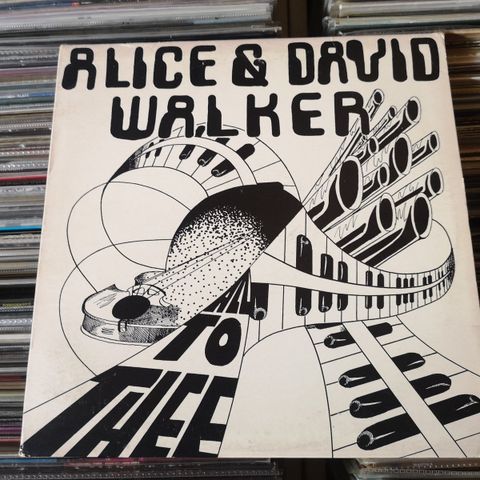 ALICE & DAVID
WALKER
TO
THEE